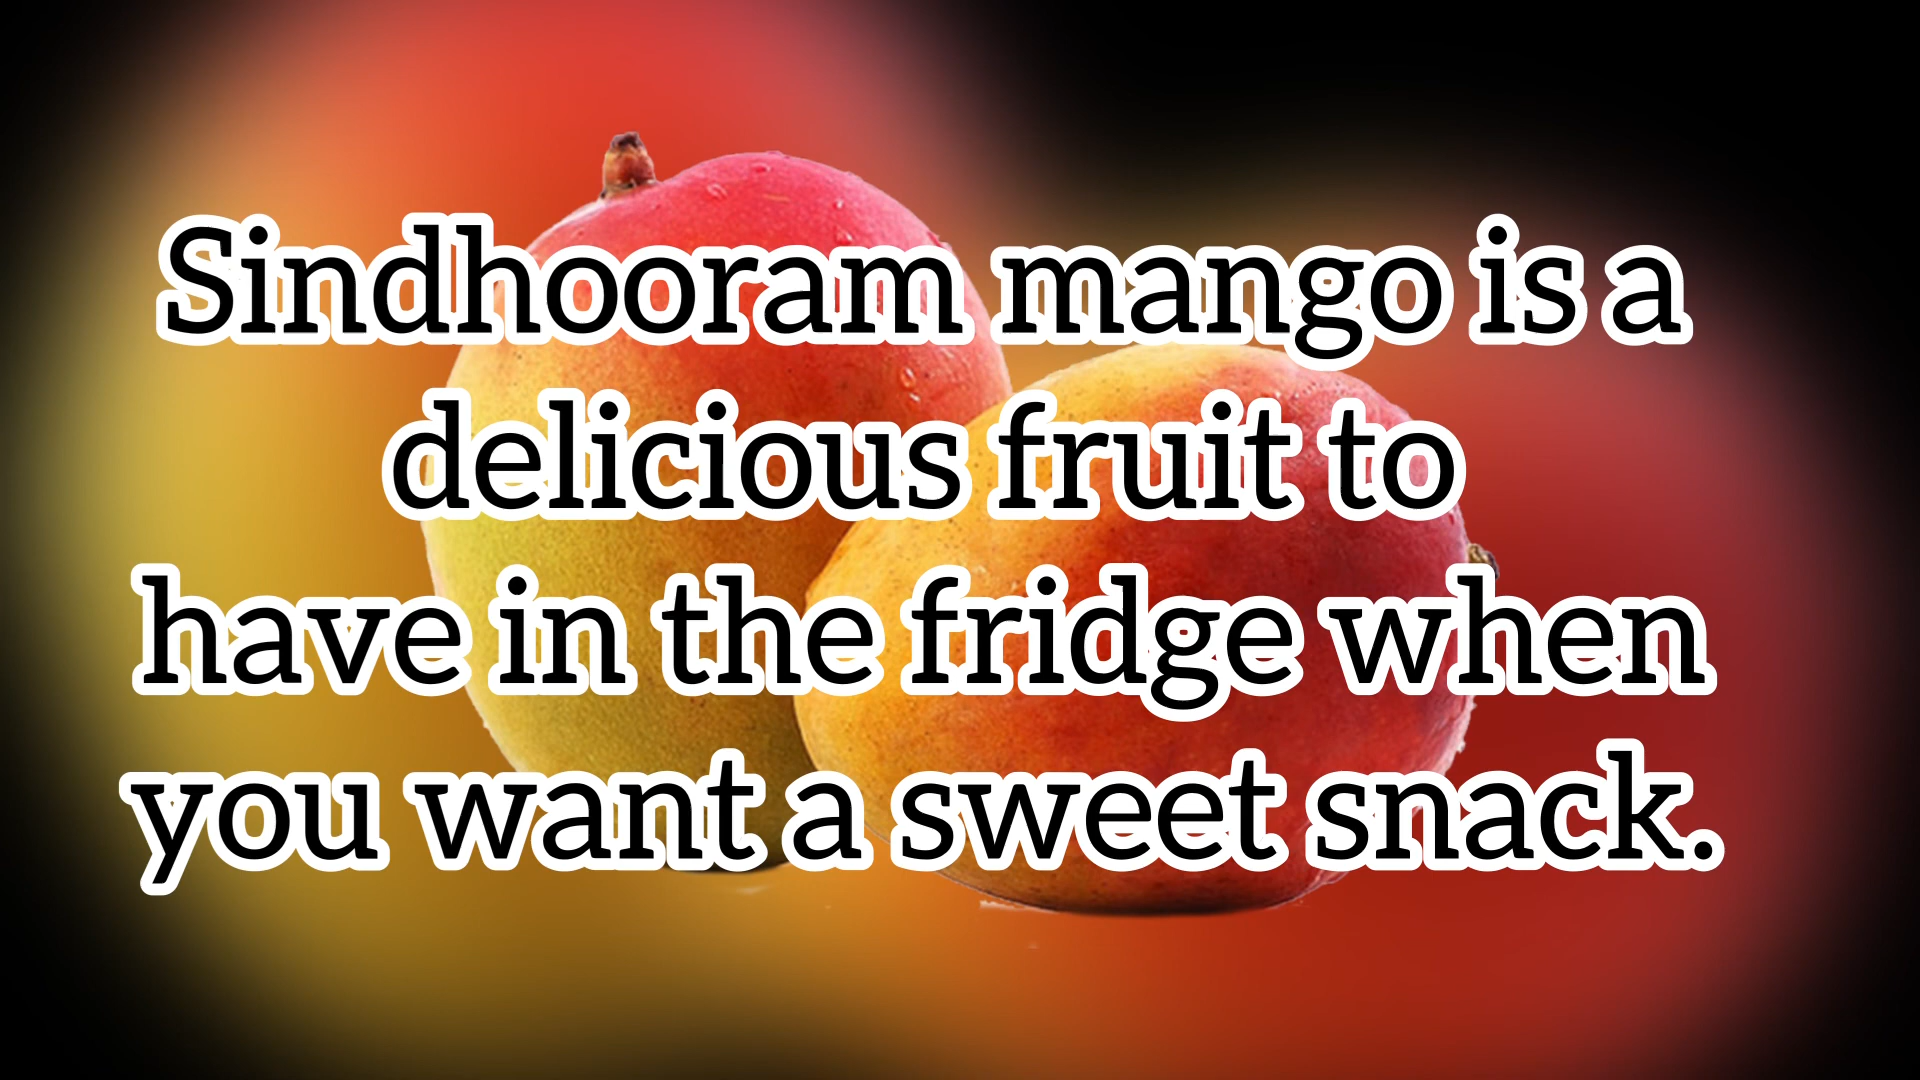 Sindhooram mango is a
delicious fruit to
have in the fridge when
you want a sweet snack.